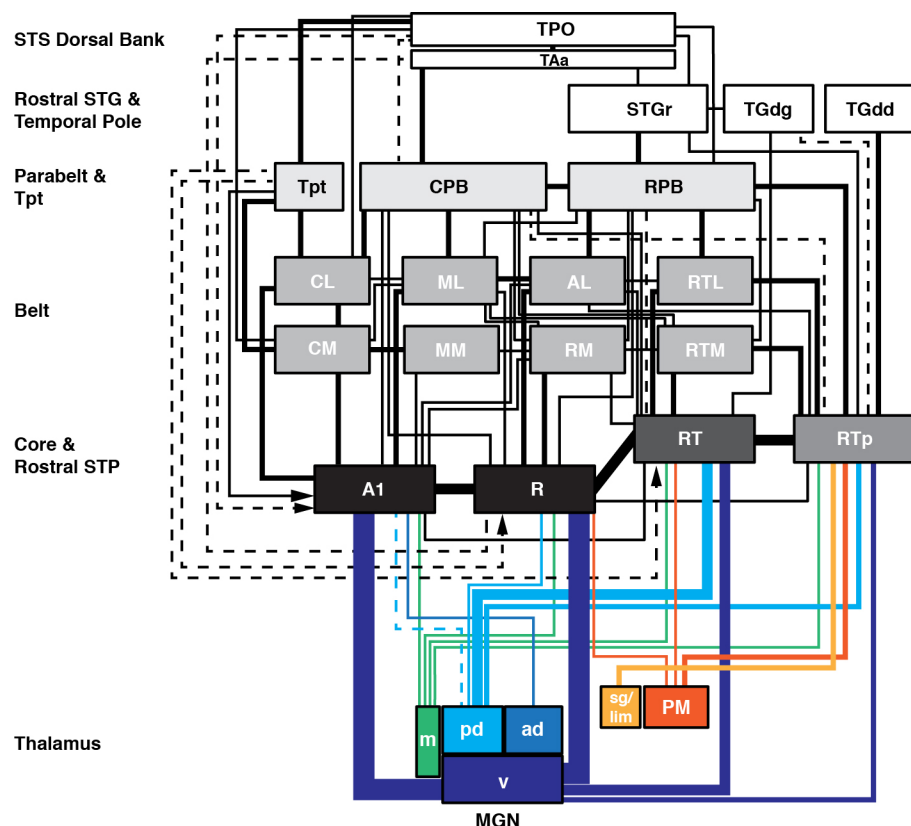 TPO
STS Dorsal Bank
TAa
Rostral STG &
Temporal Pole
STGr
TGdg
TGdd
Parabelt &
Tpt
Tpt
CPB
RPB
CL
ML
AL
RTL
Belt
CM
MM
RM
RTM
Core &
Rostral STP
RT
RTp
A1
R
sg/
lim
PM
Thalamus
m
pd
ad
v
MGN